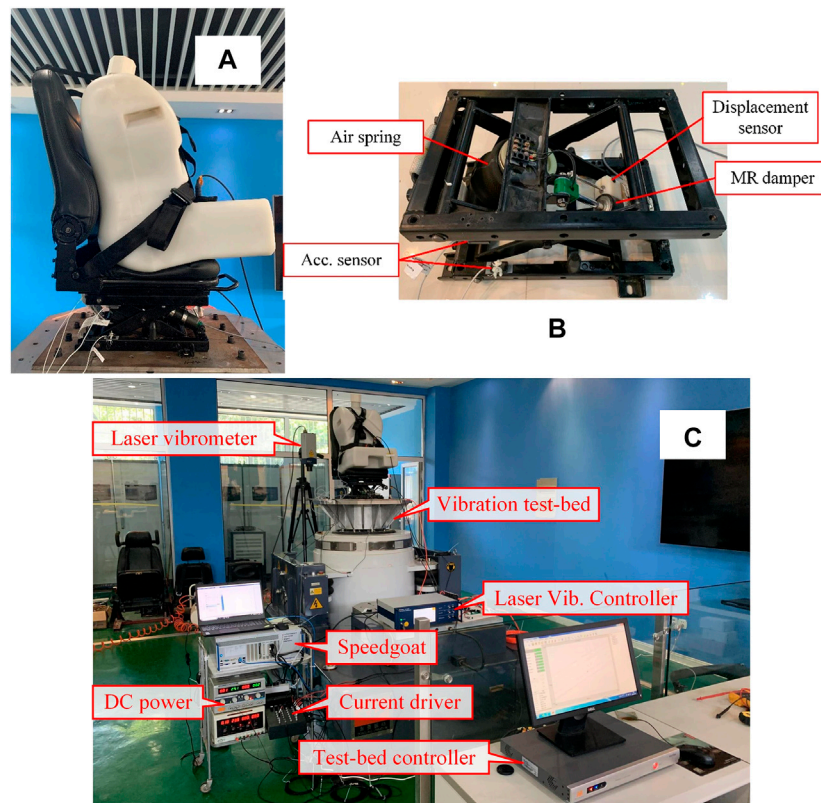 A
Air spring
Displacement
sensor
MR damper
Acc. sensor
B
C
Laser vibrometer
Vibration test-bed
Laser Vib. Controller
Speedgoat
DC power
Current driver
Test-bed controller